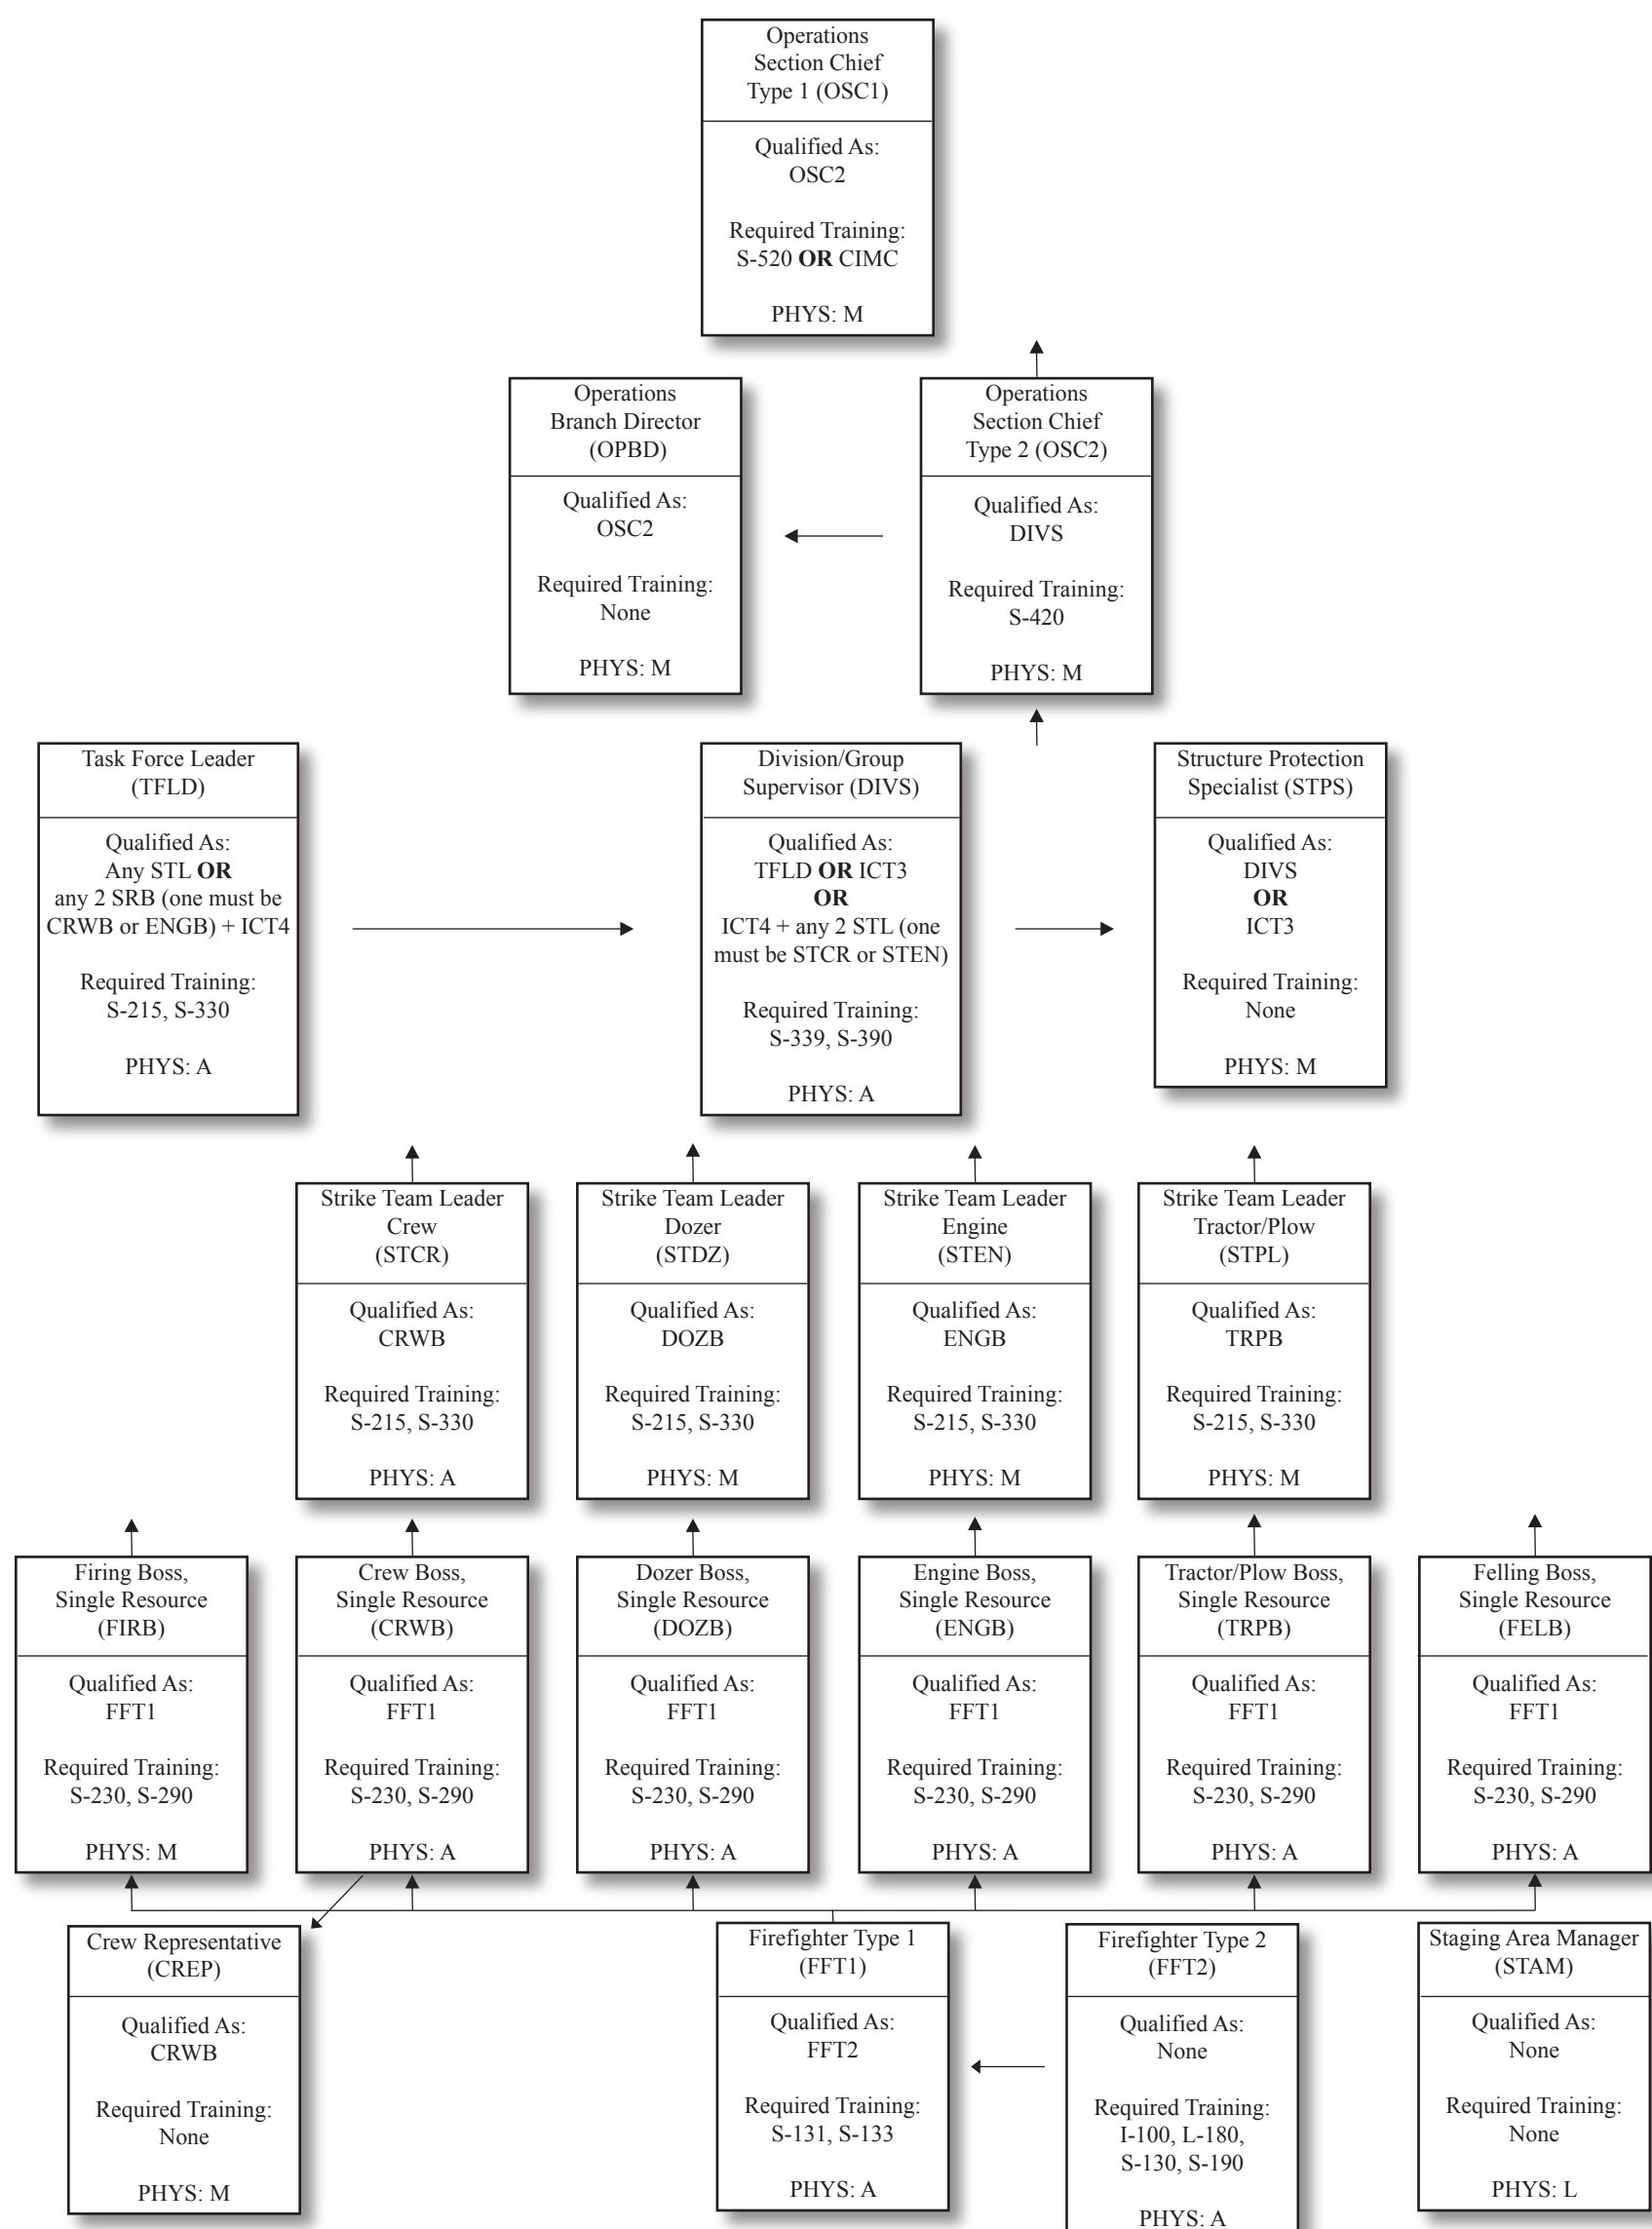 Operations
Section Chief
Type 1 (OSC1)
Qualified As:
OSC2
Required Training:
S-520 OR CIMC
PHYS: M
Operations
Branch Director
(OPBD)
Qualified As:
OSC2
Required Training:
None
PHYS: M
Operations
Section Chief
Type 2 (OSC2)
Qualified As:
DIVS
Required Training:
S-420
PHYS: M
Task Force Leader
(TFLD)
Qualified As:
Any STL OR
any 2 SRB (one must be
CRWB or ENGB) + ICT4
Required Training:
S-215, S-330
PHYS: A
Division/Group
Supervisor (DIVS)
Qualified As:
TFLD OR ICT3
OR
ICT4 + any 2 STL (one
must be STCR or STEN)
Required Training:
S-339, S-390
PHYS: A
Structure Protection
Specialist (STPS)
Qualified As:
DIVS
OR
ICT3
Required Training:
None
PHYS: M
Strike Team Leader
Crew
(STCR)
Qualified As:
CRWB
Required Training:
S-215, S-330
PHYS: A
Strike Team Leader
Dozer
(STDZ)
Qualified As:
DOZB
Required Training:
S-215, S-330
PHYS: M
Strike Team Leader
Engine
(STEN)
Qualified As:
ENGB
Required Training:
S-215, S-330
PHYS: M
Strike Team Leader
Tractor/Plow
(STPL)
Qualified As:
TRPB
Required Training:
S-215, S-330
PHYS: M
Firing Boss,
Single Resource
(FIRB)
Qualified As:
FFT1
Required Training:
S-230, S-290
PHYS: M
Crew Boss,
Single Resource
(CRWB)
Qualified As:
FFT1
Required Training:
S-230, S-290
PHYS: A
Dozer Boss,
Single Resource
(DOZB)
Qualified As:
FFT1
Required Training:
S-230, S-290
PHYS: A
Engine Boss,
Single Resource
(ENGB)
Qualified As:
FFT1
Required Training:
S-230, S-290
PHYS: A
Tractor/Plow Boss,
Single Resource
(TRPB)
Qualified As:
FFT1
Required Training:
S-230, S-290
PHYS: A
Felling Boss,
Single Resource
(FELB)
Qualified As:
FFT1
Required Training:
S-230, S-290
PHYS: A
Crew Representative
(CREP)
Qualified As:
CRWB
Required Training:
None
PHYS: M
Firefighter Type 1
(FFT1)
Qualified As:
FFT2
Required Training:
S-131, S-133
PHYS: A
Firefighter Type 2
(FFT2)
Qualified As:
None
Required Training:
I-100, L-180,
S-130, S-190
PHYS: A
Staging Area Manager
(STAM)
Qualified As:
None
Required Training:
None
PHYS: L